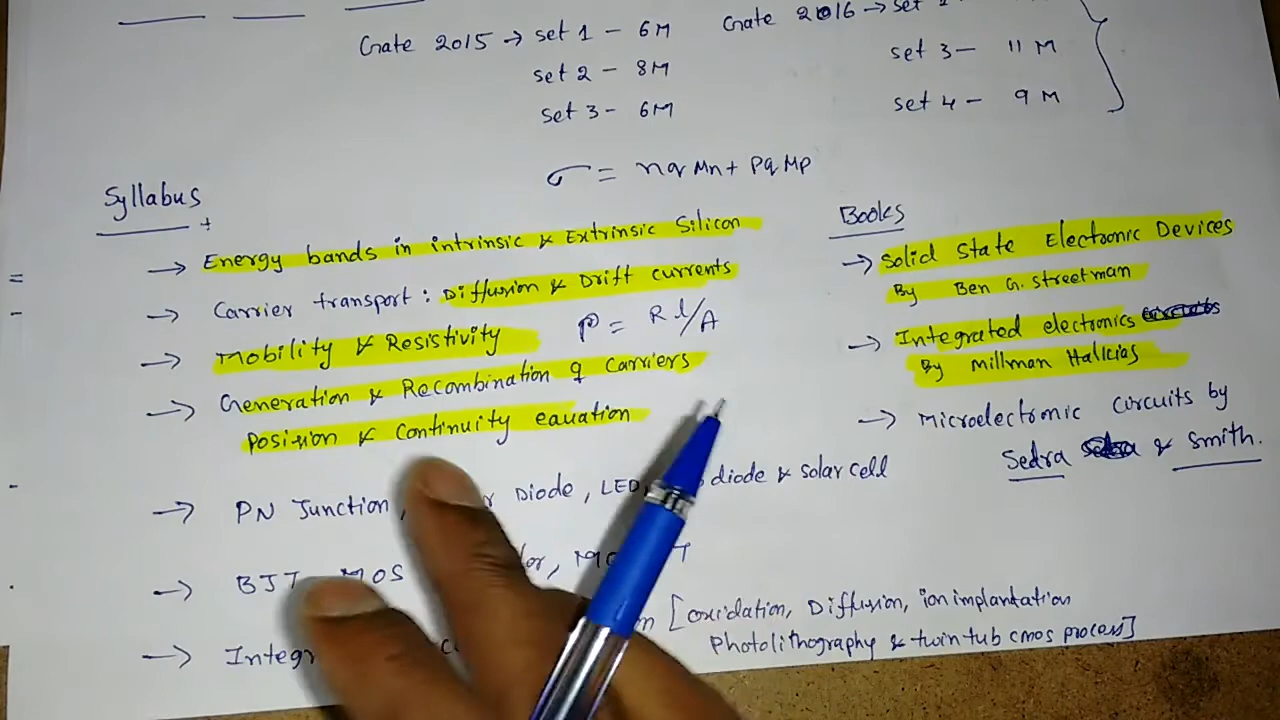 Gate 2015 → set 1 - 6M
set 2 - 8M
set 3 - 6M
Gate 2016 → set
set 3 - 11 M
set 4 - 9 M
σ = nqμn + pqμp
Syllabus
→ Energy bands in intrinsic & Extrinsic Silicon
→ Carrier transport : Diffusion & Drift currents
→ Mobility & Resistivity
ρ = R l/A
→ Generation & Recombination of Carriers
Position & Continuity eauation
→ PN Junction, Diode, LED, diode & solar cell
→ BJT, MOS
→ [oxidation, Diffusion, ion implantation
Photolithography & twin tub cmos process]
Books
→ Solid State Electronic Devices
By Ben G. Streetman
→ Integrated electronics
By Millman Halkias
→ Microelectronic Circuits by
Sedra & Smith.